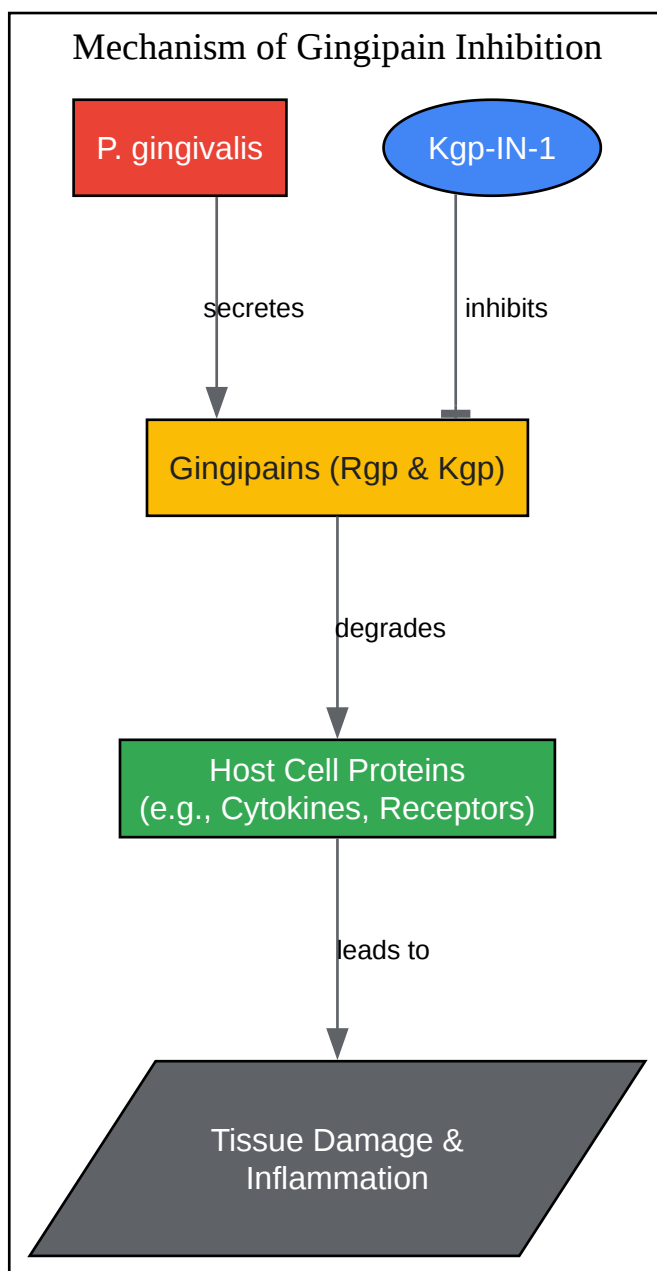 Mechanism of Gingipain Inhibition
P. gingivalis
Kgp-IN-1
secretes
inhibits
Gingipains (Rgp & Kgp)
degrades
Host Cell Proteins
(e.g., Cytokines, Receptors)
leads to
Tissue Damage &
Inflammation